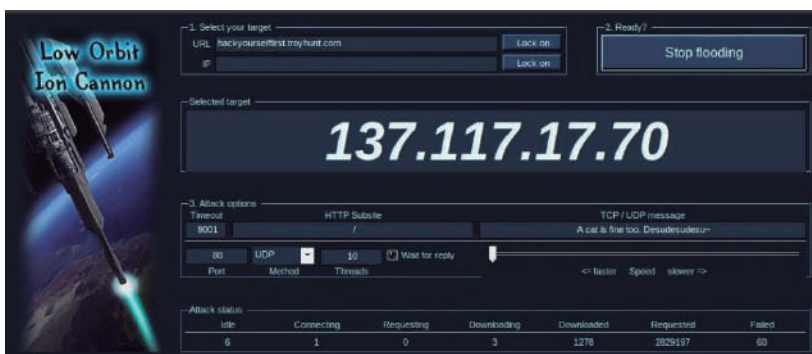 Low Orbit
Ion Cannon
1. Select your target
URL hackyourselffirst.troyhunt.com Lock on
IP Lock on
2. Ready?
Stop flooding
Selected target
137.117.17.70
3. Attack options
Timeout HTTP Subsite TCP / UDP message
9001 / A cat is fine too. Desudesudesu~
80 UDP 10 Wait for reply
Port Method Threads <= faster Speed slower =>
Attack status
Idle Connecting Requesting Downloading Downloaded Requested Failed
6 1 0 3 1278 2829197 60